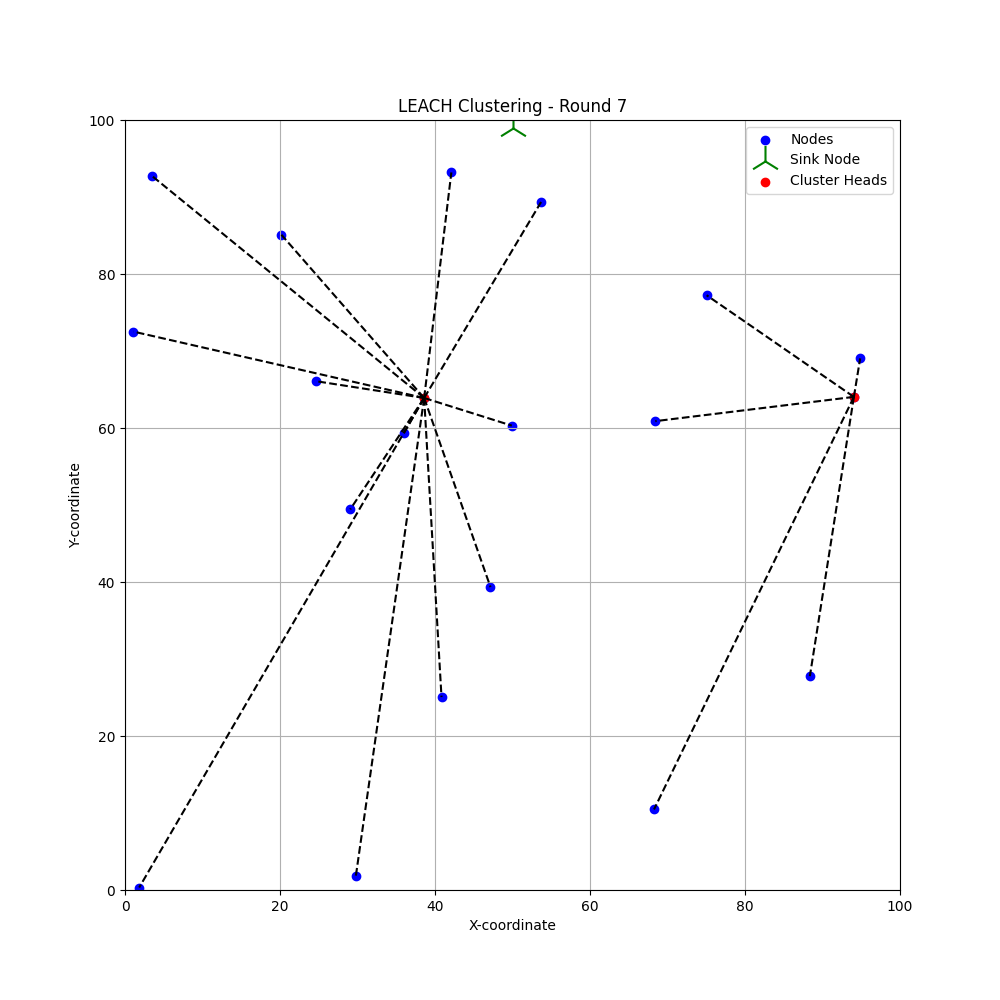 LEACH Clustering - Round 7
Nodes
Sink Node
Cluster Heads
100
80
60
40
20
0
Y-coordinate
0 20 40 60 80 100
X-coordinate